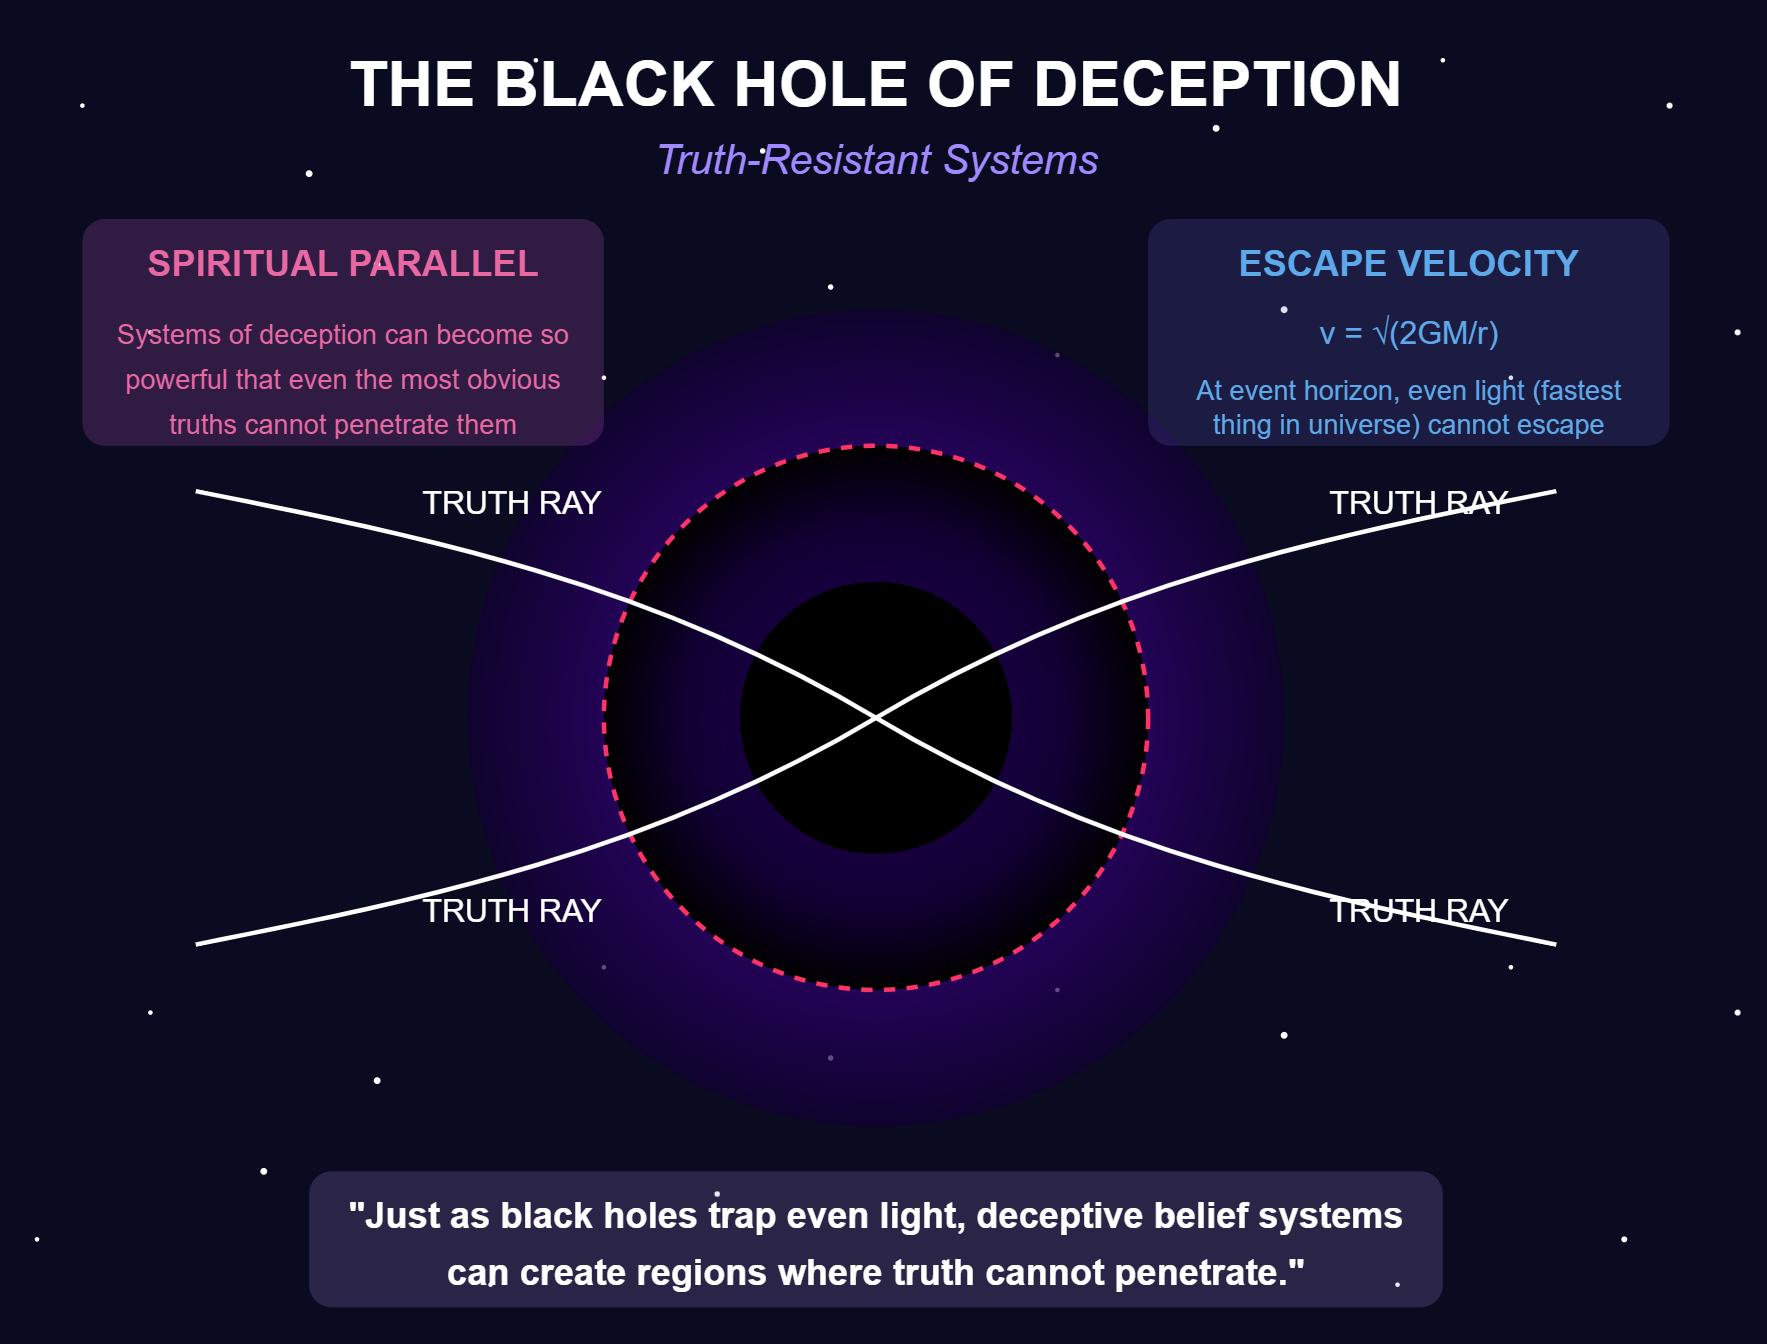 THE BLACK HOLE OF DECEPTION
Truth-Resistant Systems
SPIRITUAL PARALLEL
Systems of deception can become so
powerful that even the most obvious
truths cannot penetrate them
ESCAPE VELOCITY
v = √(2GM/r)
At event horizon, even light (fastest
thing in universe) cannot escape
TRUTH RAY
TRUTH RAY
TRUTH RAY
TRUTH RAY
"Just as black holes trap even light, deceptive belief systems
can create regions where truth cannot penetrate."